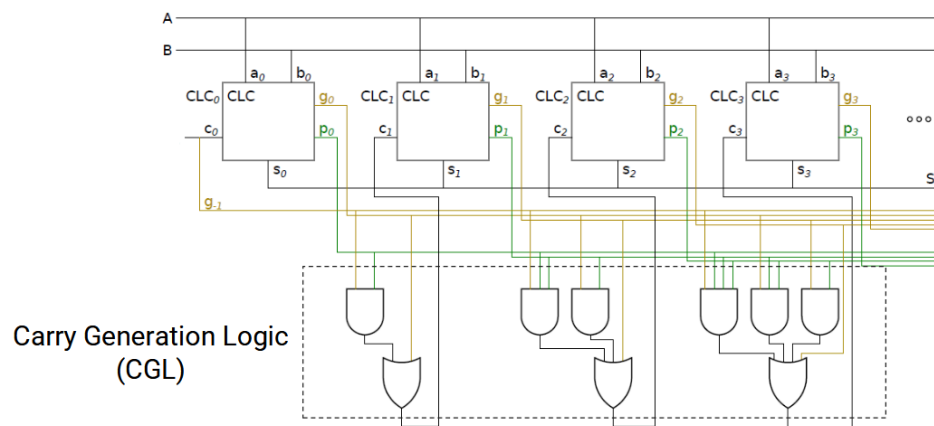 A
B
a0 b0 a1 b1 a2 b2 a3 b3
CLC0 CLC g0 CLC1 CLC g1 CLC2 CLC g2 CLC3 CLC g3
c0 p0 c1 p1 c2 p2 c3 p3
s0 s1 s2 s3 S
g-1
Carry Generation Logic
(CGL)